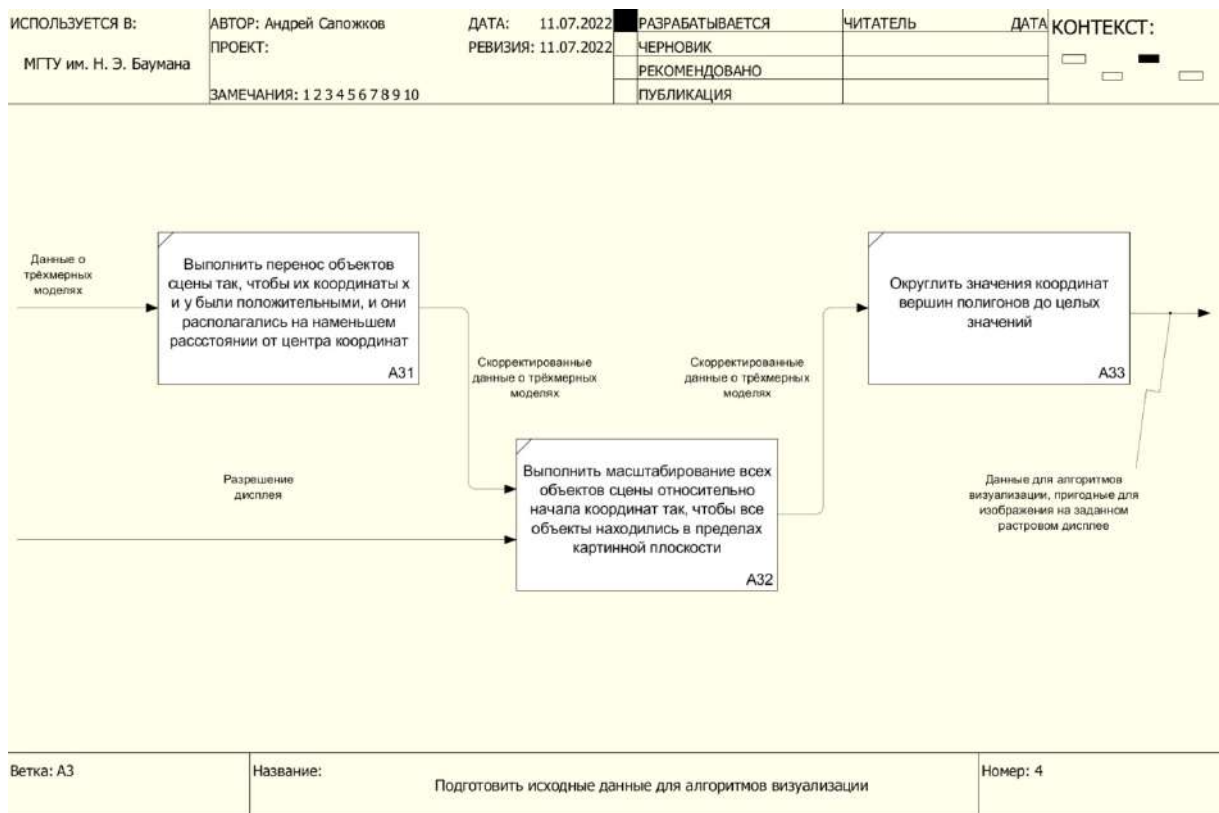 ИСПОЛЬЗУЕТСЯ В:
МГТУ им. Н. Э. Баумана
АВТОР: Андрей Сапожков
ПРОЕКТ:
ЗАМЕЧАНИЯ: 1 2 3 4 5 6 7 8 9 10
ДАТА: 11.07.2022
РЕВИЗИЯ: 11.07.2022
РАЗРАБАТЫВАЕТСЯ
ЧЕРНОВИК
РЕКОМЕНДОВАНО
ПУБЛИКАЦИЯ
ЧИТАТЕЛЬ
ДАТА
КОНТЕКСТ:
Данные о
трёхмерных
моделях
Выполнить перенос объектов
сцены так, чтобы их координаты x
и y были положительными, и они
располагались на наменьшем
расстоянии от центра координат
A31
Скорректированные
данные о трёхмерных
моделях
Скорректированные
данные о трёхмерных
моделях
Округлить значения координат
вершин полигонов до целых
значений
A33
Разрешение
дисплея
Выполнить масштабирование всех
объектов сцены относительно
начала координат так, чтобы все
объекты находились в пределах
картинной плоскости
A32
Данные для алгоритмов
визуализации, пригодные для
изображения на заданном
растровом дисплее
Ветка: A3
Название:
Подготовить исходные данные для алгоритмов визуализации
Номер: 4